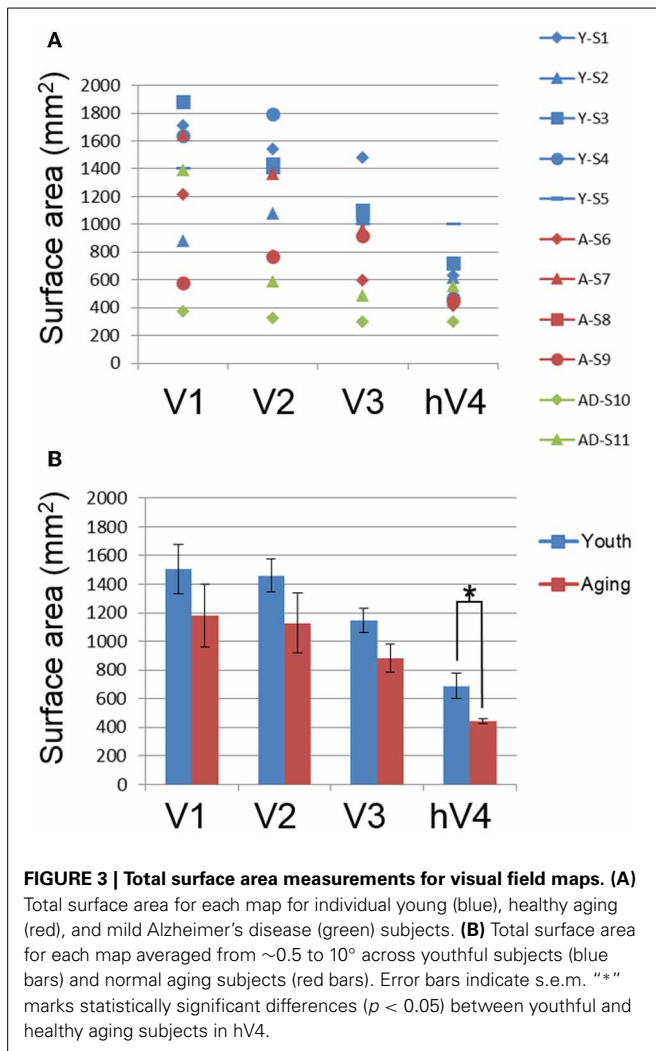 A
Surface area (mm²)
2000
1800
1600
1400
1200
1000
800
600
400
200
0
V1 V2 V3 hV4
Y-S1
Y-S2
Y-S3
Y-S4
Y-S5
A-S6
A-S7
A-S8
A-S9
AD-S10
AD-S11
B
Surface area (mm²)
2000
1800
1600
1400
1200
1000
800
600
400
200
0
*
V1 V2 V3 hV4
Youth
Aging
FIGURE 3 | Total surface area measurements for visual field maps. (A)
Total surface area for each map for individual young (blue), healthy aging
(red), and mild Alzheimer's disease (green) subjects. (B) Total surface area
for each map averaged from ~0.5 to 10° across youthful subjects (blue
bars) and normal aging subjects (red bars). Error bars indicate s.e.m. "*"
marks statistically significant differences (p < 0.05) between youthful and
healthy aging subjects in hV4.